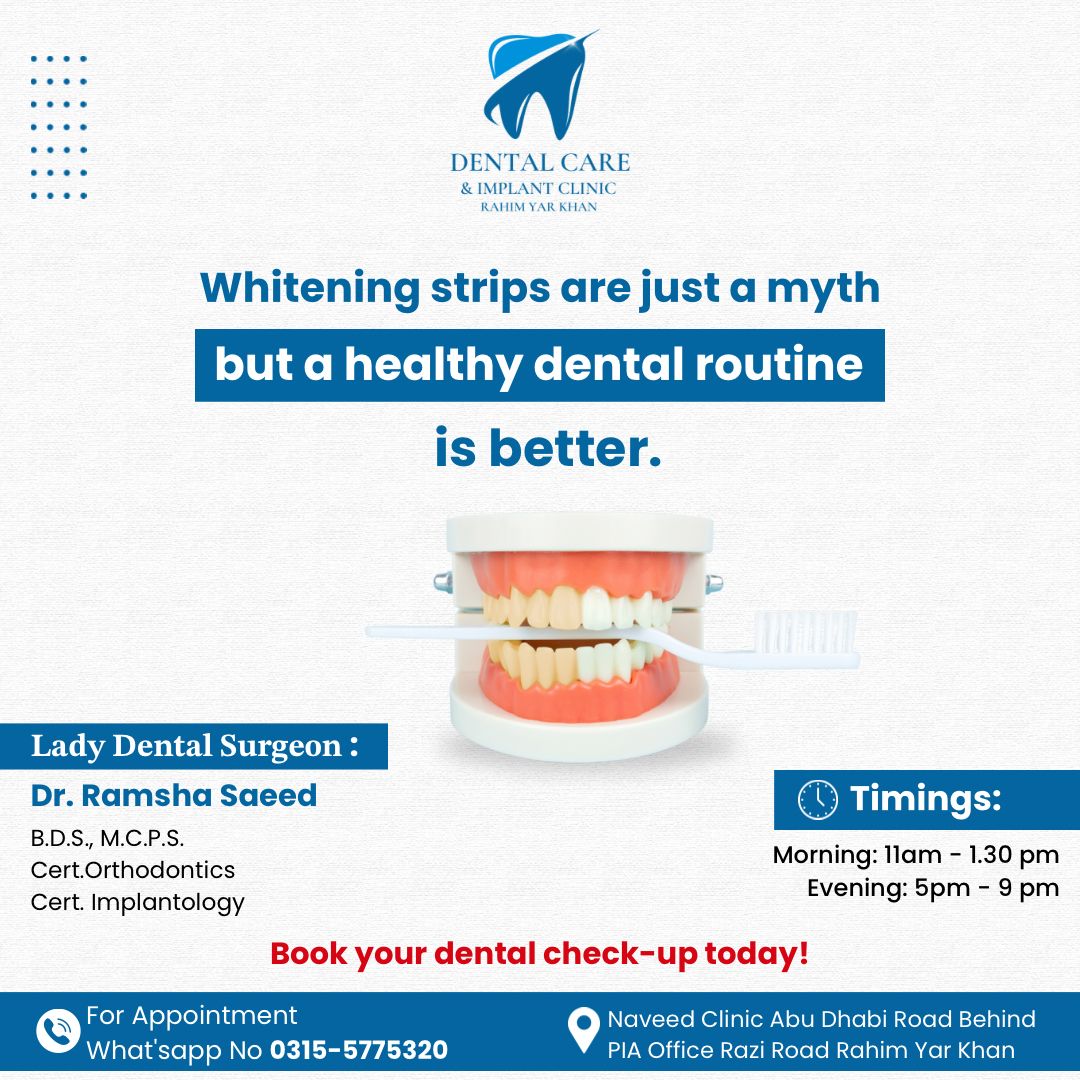 DENTAL CARE
& IMPLANT CLINIC
RAHIM YAR KHAN
Whitening strips are just a myth
but a healthy dental routine
is better.
Lady Dental Surgeon :
Dr. Ramsha Saeed
B.D.S., M.C.P.S.
Cert.Orthodontics
Cert. Implantology
Timings:
Morning: 11am - 1.30 pm
Evening: 5pm - 9 pm
Book your dental check-up today!
For Appointment
What'sapp No 0315-5775320
Naveed Clinic Abu Dhabi Road Behind
PIA Office Razi Road Rahim Yar Khan